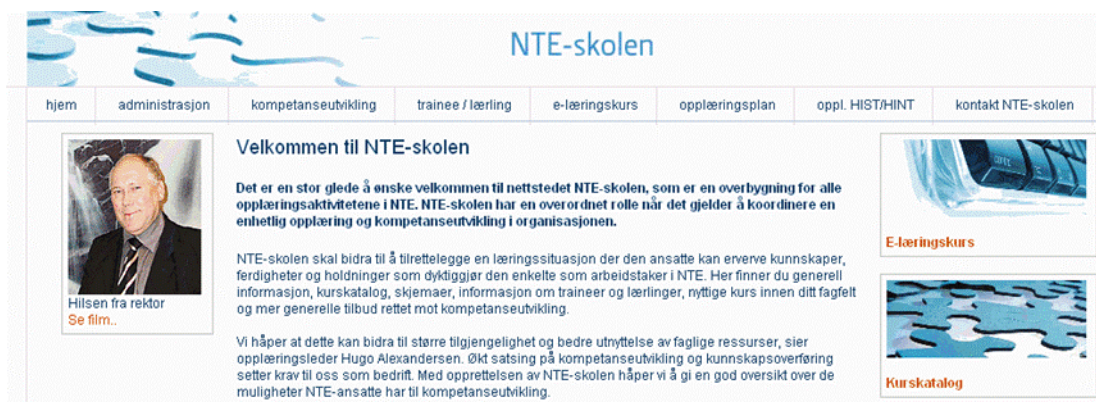 NTE-skolen
hjem administrasjon kompetanseutvikling trainee / lærling e-læringskurs opplæringsplan oppl. HIST/HINT kontakt NTE-skolen
Hilsen fra rektor
Se film..
Velkommen til NTE-skolen
Det er en stor glede å ønske velkommen til nettstedet NTE-skolen, som er en overbygning for alle
opplæringsaktivitetene i NTE. NTE-skolen har en overordnet rolle når det gjelder å koordinere en
enhetlig opplæring og kompetanseutvikling i organisasjonen.
NTE-skolen skal bidra til å tilrettelegge en læringssituasjon der den ansatte kan erverve kunnskaper,
ferdigheter og holdninger som dyktiggjør den enkelte som arbeidstaker i NTE. Her finner du generell
informasjon, kurskatalog, skjemaer, informasjon om traineer og lærlinger, nyttige kurs innen ditt fagfelt
og mer generelle tilbud rettet mot kompetanseutvikling.
Vi håper at dette kan bidra til større tilgjengelighet og bedre utnyttelse av faglige ressurser, sier
opplæringsleder Hugo Alexandersen. Økt satsing på kompetanseutvikling og kunnskapsoverføring
setter krav til oss som bedrift. Med opprettelsen av NTE-skolen håper vi å gi en god oversikt over de
muligheter NTE-ansatte har til kompetanseutvikling.
E-læringskurs
Kurskatalog